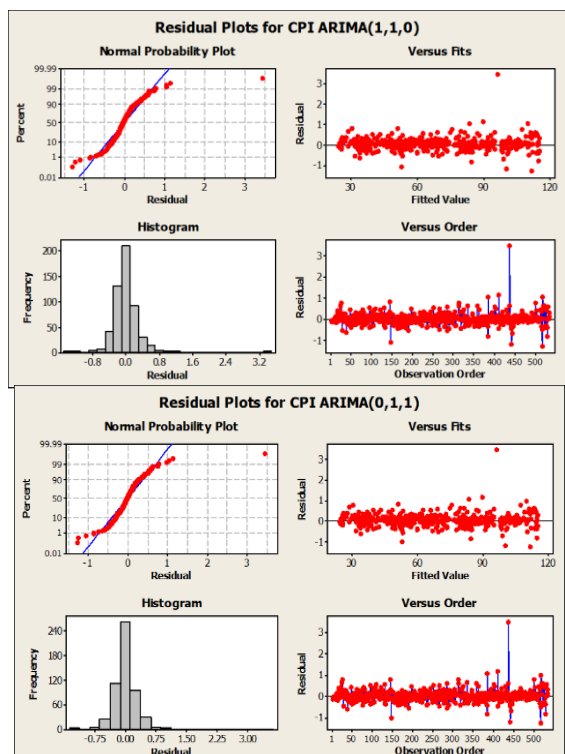 Residual Plots for CPI ARIMA(1,1,0)
Normal Probability Plot
99.99
99
90
50
10
1
0.01
Percent
-1 0 1 2 3
Residual
Versus Fits
3
2
1
0
-1
Residual
30 60 90 120
Fitted Value
Histogram
200
150
100
50
0
Frequency
-0.8 0.0 0.8 1.6 2.4 3.2
Residual
Versus Order
3
2
1
0
-1
Residual
1 50 100 150 200 250 300 350 400 450 500
Observation Order
Residual Plots for CPI ARIMA(0,1,1)
Normal Probability Plot
99.99
99
90
50
10
1
0.01
Percent
-1 0 1 2 3
Residual
Versus Fits
3
2
1
0
-1
Residual
30 60 90 120
Fitted Value
Histogram
240
180
120
60
0
Frequency
-0.75 0.00 0.75 1.50 2.25 3.00
Residual
Versus Order
3
2
1
0
-1
Residual
1 50 100 150 200 250 300 350 400 450 500
Observation Order